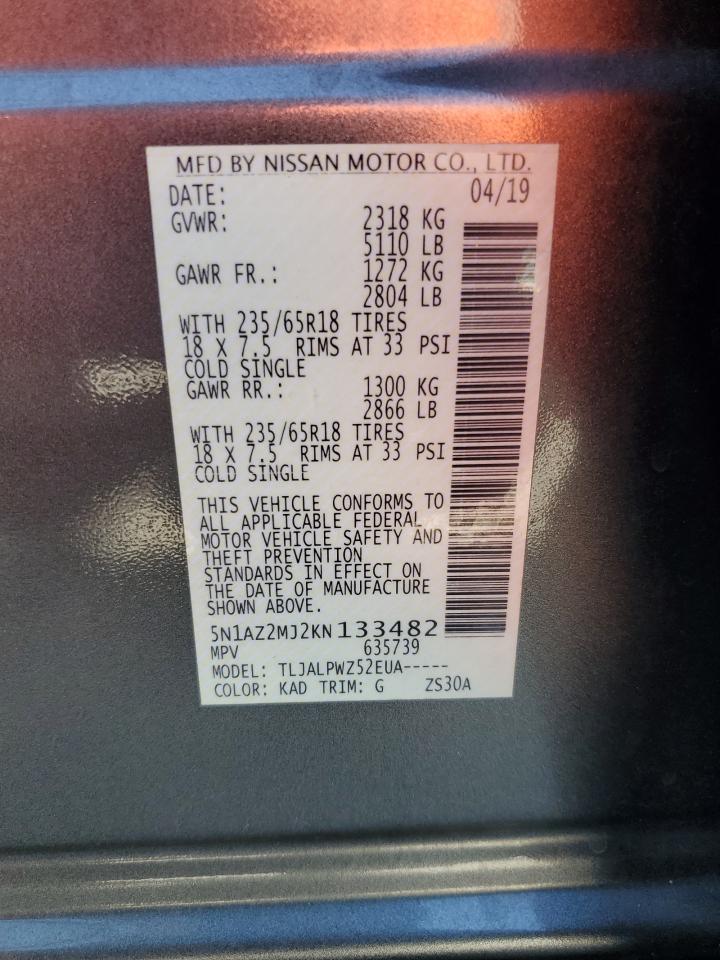 MFD BY NISSAN MOTOR CO., LTD.
DATE: 04/19
GVWR: 2318 KG
5110 LB
GAWR FR.: 1272 KG
2804 LB
WITH 235/65R18 TIRES
18 X 7.5 RIMS AT 33 PSI
COLD SINGLE
GAWR RR.: 1300 KG
2866 LB
WITH 235/65R18 TIRES
18 X 7.5 RIMS AT 33 PSI
COLD SINGLE
THIS VEHICLE CONFORMS TO
ALL APPLICABLE FEDERAL
MOTOR VEHICLE SAFETY AND
THEFT PREVENTION
STANDARDS IN EFFECT ON
THE DATE OF MANUFACTURE
SHOWN ABOVE.
5N1AZ2MJ2KN133482
MPV 635739
MODEL: TLJALPWZ52EUA-----
COLOR: KAD TRIM: G ZS30A